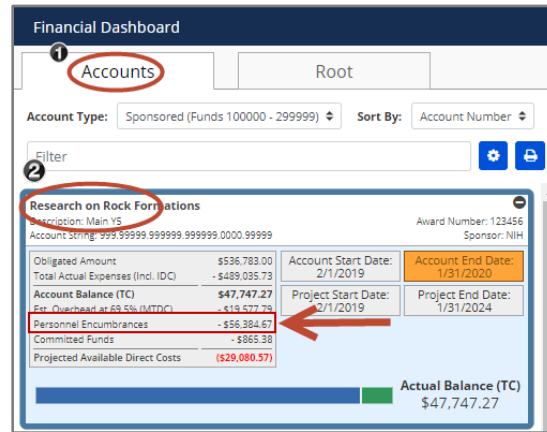 Financial Dashboard
1
Accounts Root
Account Type: Sponsored (Funds 100000 - 299999) Sort By: Account Number
Filter
2
Research on Rock Formations
Description: Main Y5 Award Number: 123456
Account String: 999.99999.999999.999999.0000.99999 Sponsor: NIH
Obligated Amount $536,783.00
Total Actual Expenses (Incl. IDC) - $489,035.73
Account Balance (TC) $47,747.27
Est. Overhead at 69.5% (MTDC) - $19,577.79
Personnel Encumbrances - $56,384.67
Committed Funds - $865.38
Projected Available Direct Costs ($29,080.57)
Account Start Date: Account End Date:
2/1/2019 1/31/2020
Project Start Date: Project End Date:
2/1/2019 1/31/2024
Actual Balance (TC)
$47,747.27